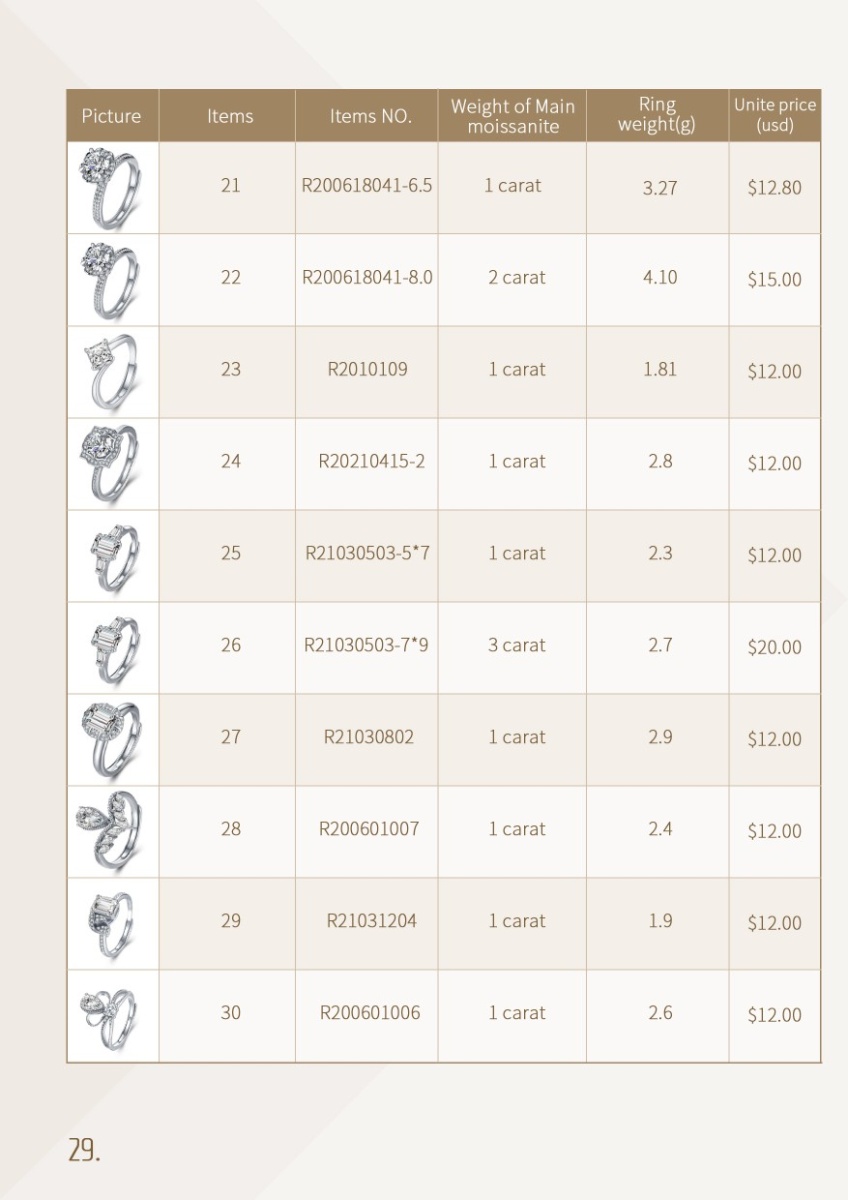 Picture Items Items NO. Weight of Main moissanite Ring weight(g) Unite price (usd)
21 R200618041-6.5 1 carat 3.27 $12.80
22 R200618041-8.0 2 carat 4.10 $15.00
23 R2010109 1 carat 1.81 $12.00
24 R20210415-2 1 carat 2.8 $12.00
25 R21030503-5*7 1 carat 2.3 $12.00
26 R21030503-7*9 3 carat 2.7 $20.00
27 R21030802 1 carat 2.9 $12.00
28 R200601007 1 carat 2.4 $12.00
29 R21031204 1 carat 1.9 $12.00
30 R200601006 1 carat 2.6 $12.00
29.